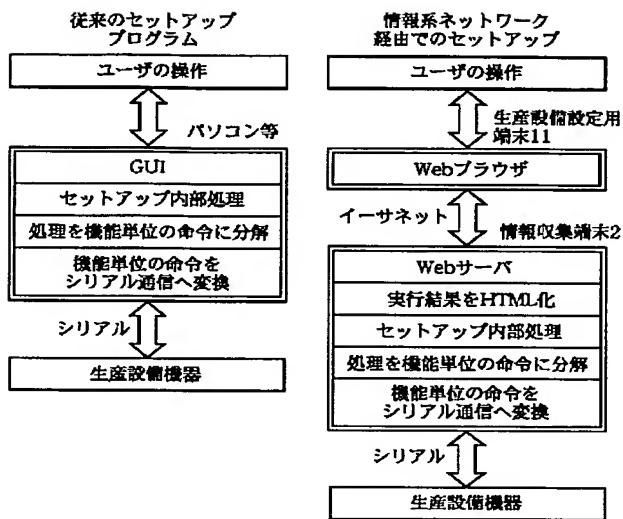 従来のセットアップ
プログラム
ユーザの操作
パソコン等
GUI
セットアップ内部処理
処理を機能単位の命令に分解
機能単位の命令を
シリアル通信へ変換
シリアル
生産設備機器
情報系ネットワーク
経由でのセットアップ
ユーザの操作
生産設備設定用
端末11
Webブラウザ
イーサネット
情報収集端末2
Webサーバ
実行結果をHTML化
セットアップ内部処理
処理を機能単位の命令に分解
機能単位の命令を
シリアル通信へ変換
シリアル
生産設備機器